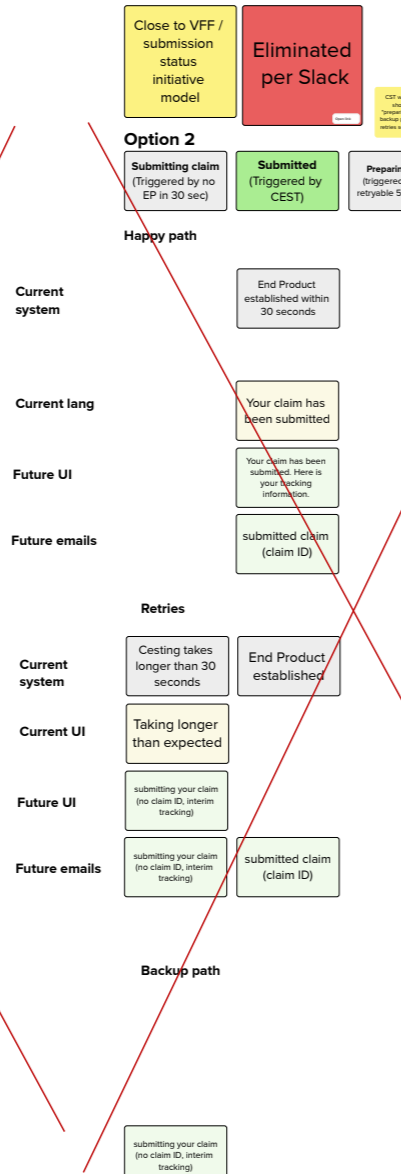 Close to VFF /
submission
status
initiative
model
Eliminated
per Slack
Open link
Option 2
Submitting claim
(Triggered by no
EP in 30 sec)
Submitted
(Triggered by
CEST)
Happy path
Current
system
End Product
established within
30 seconds
Current lang
Your claim has
been submitted
Future UI
Your claim has been
submitted. Here is
your tracking
information.
Future emails
submitted claim
(claim ID)
Retries
Current
system
Cesting takes
longer than 30
seconds
End Product
established
Current UI
Taking longer
than expected
Future UI
submitting your claim
(no claim ID, interim
tracking)
Future emails
submitting your claim
(no claim ID, interim
tracking)
submitted claim
(claim ID)
Backup path
submitting your claim
(no claim ID, interim
tracking)